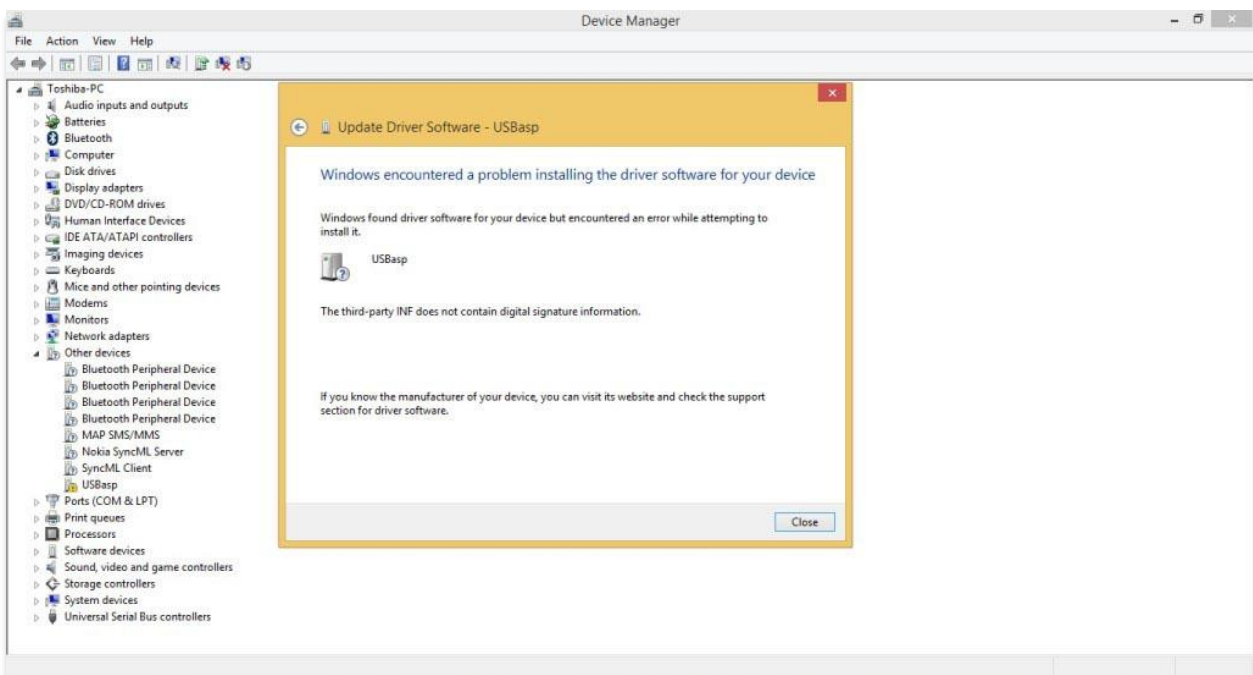 Device Manager
File Action View Help
Toshiba-PC
Audio inputs and outputs
Batteries
Bluetooth
Computer
Disk drives
Display adapters
DVD/CD-ROM drives
Human Interface Devices
IDE ATA/ATAPI controllers
Imaging devices
Keyboards
Mice and other pointing devices
Modems
Monitors
Network adapters
Other devices
Bluetooth Peripheral Device
Bluetooth Peripheral Device
Bluetooth Peripheral Device
Bluetooth Peripheral Device
MAP SMS/MMS
Nokia SyncML Server
SyncML Client
USBasp
Ports (COM & LPT)
Print queues
Processors
Software devices
Sound, video and game controllers
Storage controllers
System devices
Universal Serial Bus controllers
Update Driver Software - USBasp
Windows encountered a problem installing the driver software for your device
Windows found driver software for your device but encountered an error while attempting to
install it.
USBasp
The third-party INF does not contain digital signature information.
If you know the manufacturer of your device, you can visit its website and check the support
section for driver software.
Close